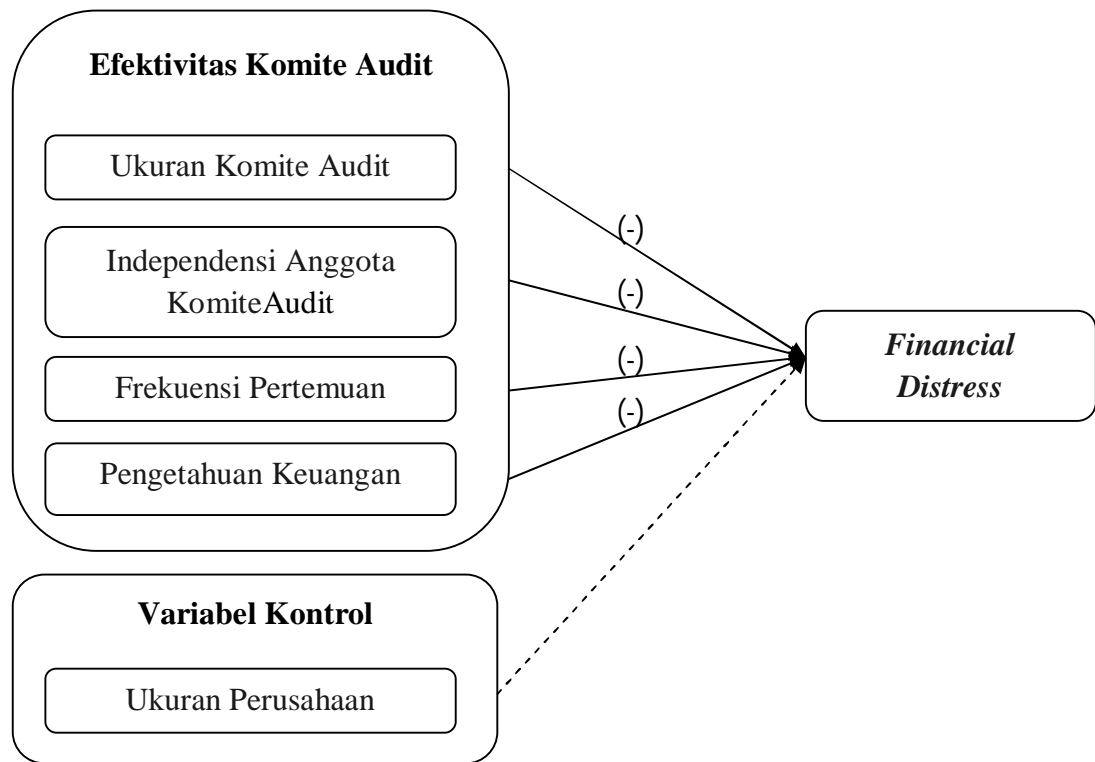 Efektivitas Komite Audit
Ukuran Komite Audit
(-)
Independensi Anggota
KomiteAudit
(-)
Financial
Distress
Frekuensi Pertemuan
(-)
Pengetahuan Keuangan
(-)
Variabel Kontrol
Ukuran Perusahaan